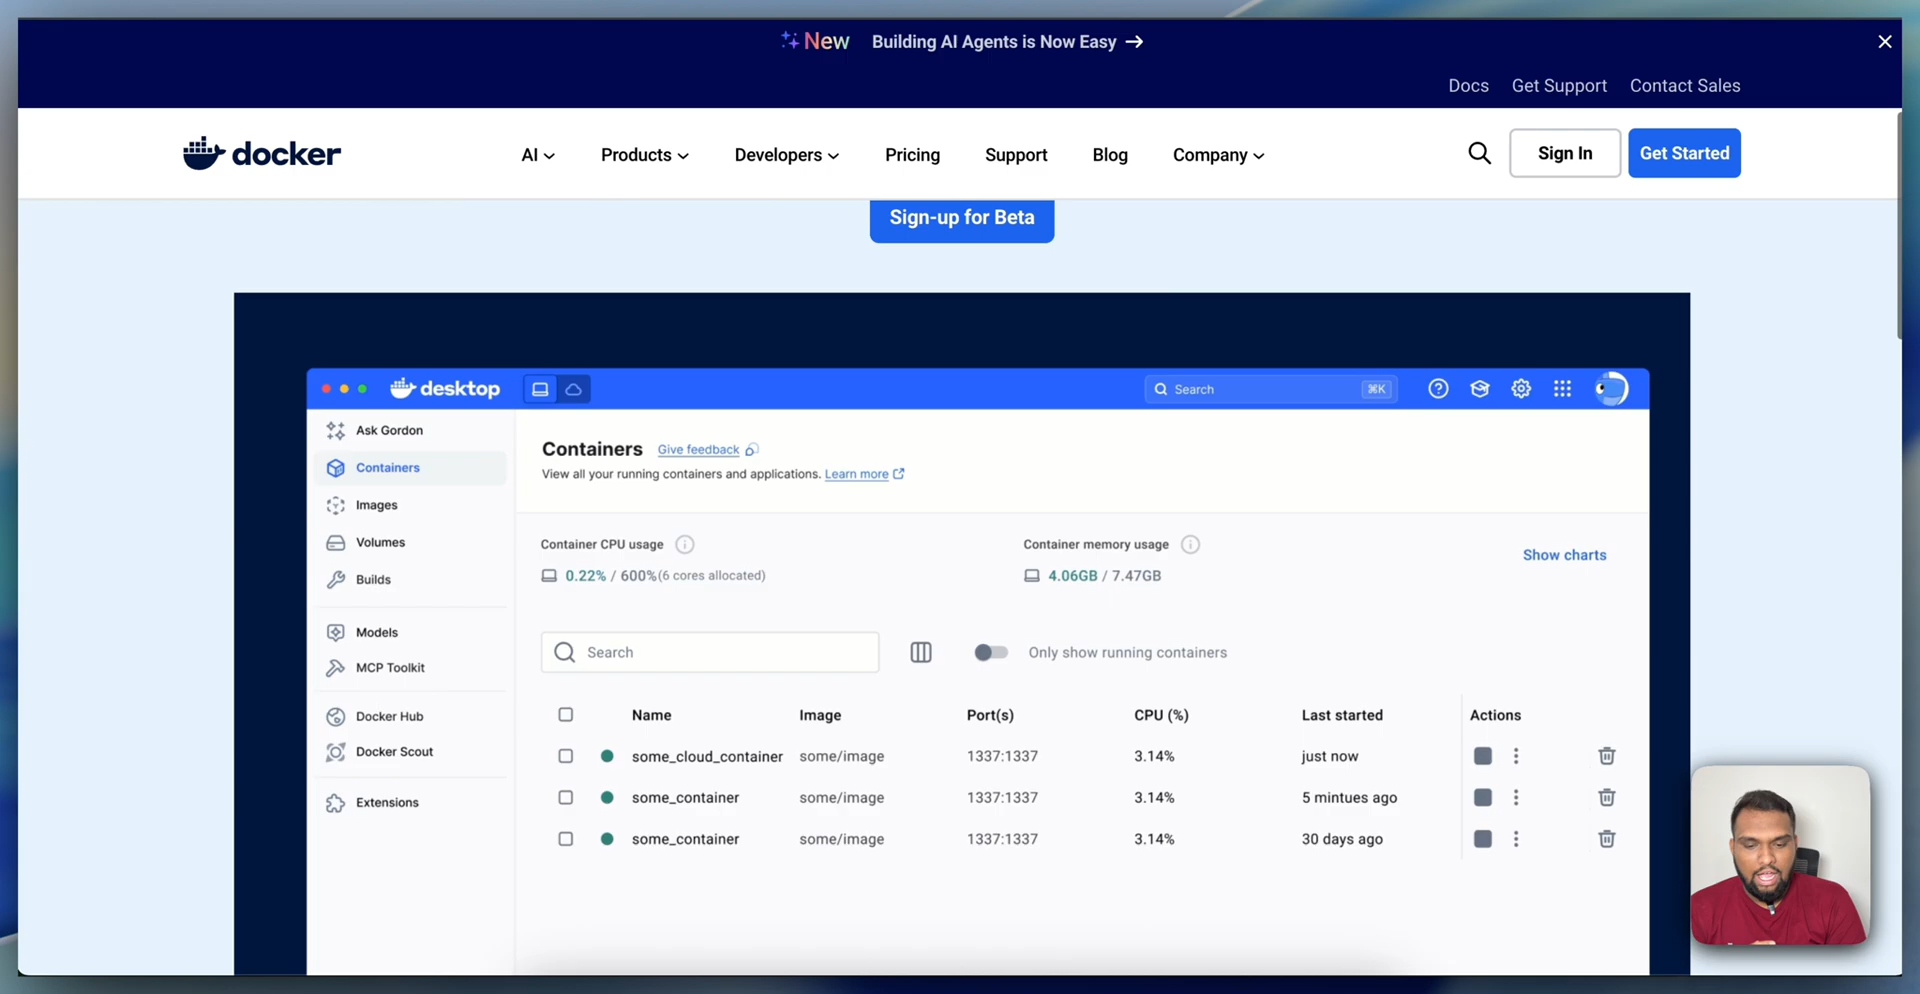 New Building AI Agents is Now Easy →
Docs Get Support Contact Sales
docker AI Products Developers Pricing Support Blog Company Sign In Get Started
Sign-up for Beta
desktop Search ⌘K
Ask Gordon
Containers
Images
Volumes
Builds
Models
MCP Toolkit
Docker Hub
Docker Scout
Extensions
Containers Give feedback
View all your running containers and applications. Learn more
Container CPU usage Container memory usage
0.22% / 600%(6 cores allocated) 4.06GB / 7.47GB
Show charts
Search Only show running containers
Name Image Port(s) CPU (%) Last started Actions
some_cloud_container some/image 1337:1337 3.14% just now
some_container some/image 1337:1337 3.14% 5 mintues ago
some_container some/image 1337:1337 3.14% 30 days ago